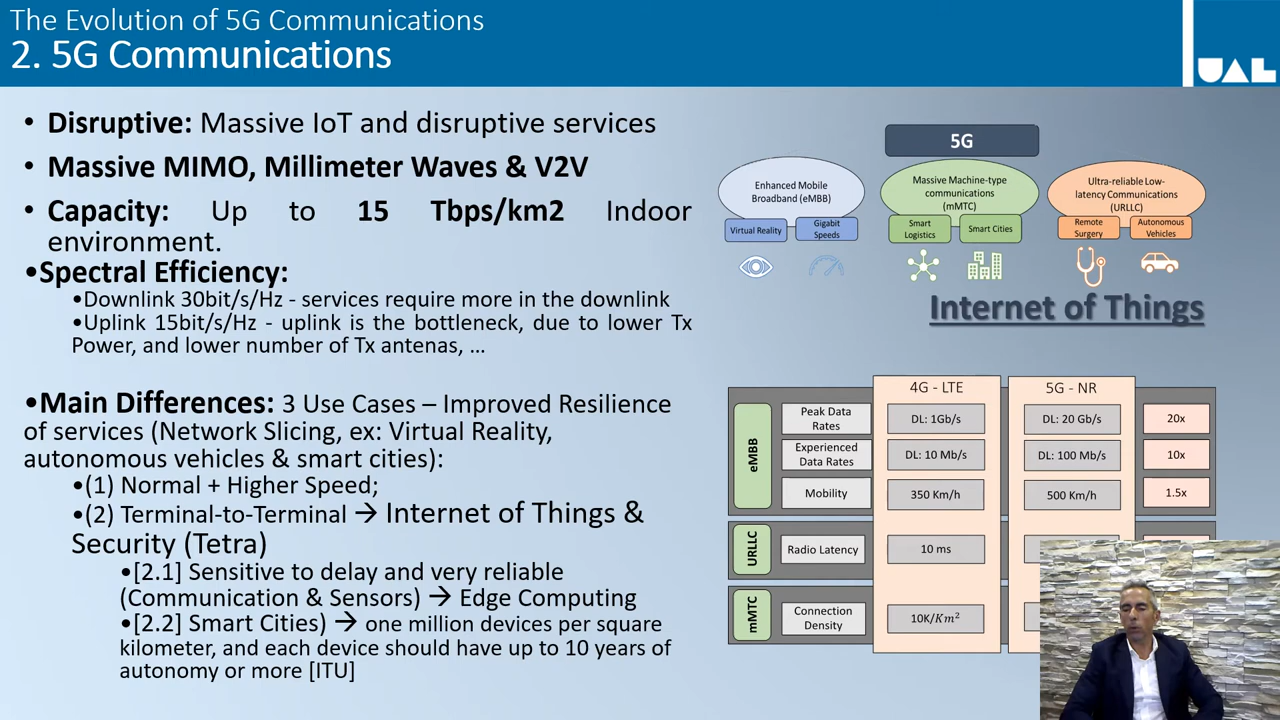 The Evolution of 5G Communications
2. 5G Communications
UAL
• Disruptive: Massive IoT and disruptive services
• Massive MIMO, Millimeter Waves & V2V
• Capacity: Up to 15 Tbps/km2 Indoor
environment.
•Spectral Efficiency:
•Downlink 30bit/s/Hz - services require more in the downlink
•Uplink 15bit/s/Hz - uplink is the bottleneck, due to lower Tx
Power, and lower number of Tx antenas, …
•Main Differences: 3 Use Cases – Improved Resilience
of services (Network Slicing, ex: Virtual Reality,
autonomous vehicles & smart cities):
•(1) Normal + Higher Speed;
•(2) Terminal-to-Terminal → Internet of Things &
Security (Tetra)
•[2.1] Sensitive to delay and very reliable
(Communication & Sensors) → Edge Computing
•[2.2] Smart Cities) → one million devices per square
kilometer, and each device should have up to 10 years of
autonomy or more [ITU]
5G
Enhanced Mobile
Broadband (eMBB)
Virtual Reality
Gigabit
Speeds
Massive Machine-type
communications
(mMTC)
Smart
Logistics
Smart Cities
Ultra-reliable Low-
latency Communications
(URLLC)
Remote
Surgery
Autonomous
Vehicles
Internet of Things
4G - LTE
5G - NR
eMBB
Peak Data
Rates
DL: 1Gb/s
DL: 20 Gb/s
20x
Experienced
Data Rates
DL: 10 Mb/s
DL: 100 Mb/s
10x
Mobility
350 Km/h
500 Km/h
1.5x
URLLC
Radio Latency
10 ms
mMTC
Connection
Density
10K/Km²